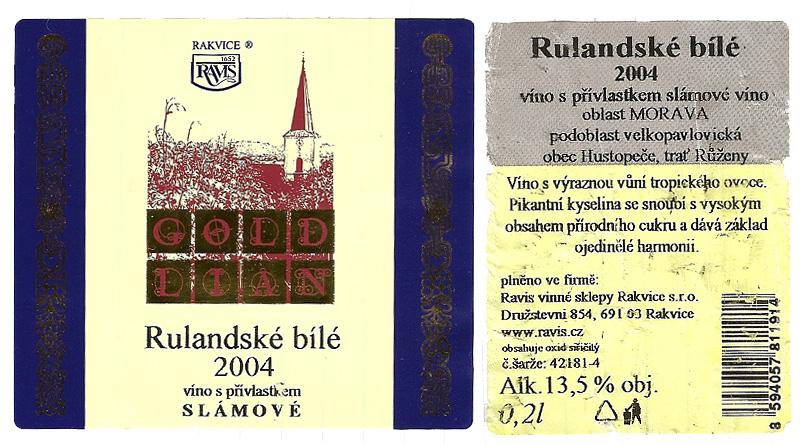 RAKVICE ®
1652
RAVIS
GOLD
LIAN
Rulandské bílé
2004
víno s přívlastkem
SLÁMOVÉ
Rulandské bílé
2004
víno s přívlastkem slámové víno
oblast MORAVA
podoblast velkopavlovická
obec Hustopeče, trať Růženy
Víno s výraznou vůní tropického ovoce.
Pikantní kyselina se snoubí s vysokým
obsahem přírodního cukru a dává základ
ojedinělé harmonii.
plněno ve firmě:
Ravis vinné sklepy Rakvice s.r.o.
Družstevní 854, 691 03 Rakvice
www.ravis.cz
obsahuje oxid siřičitý
č.šarže: 42181-4
Alk.13,5 % obj.
0,2l
8 594057 811914